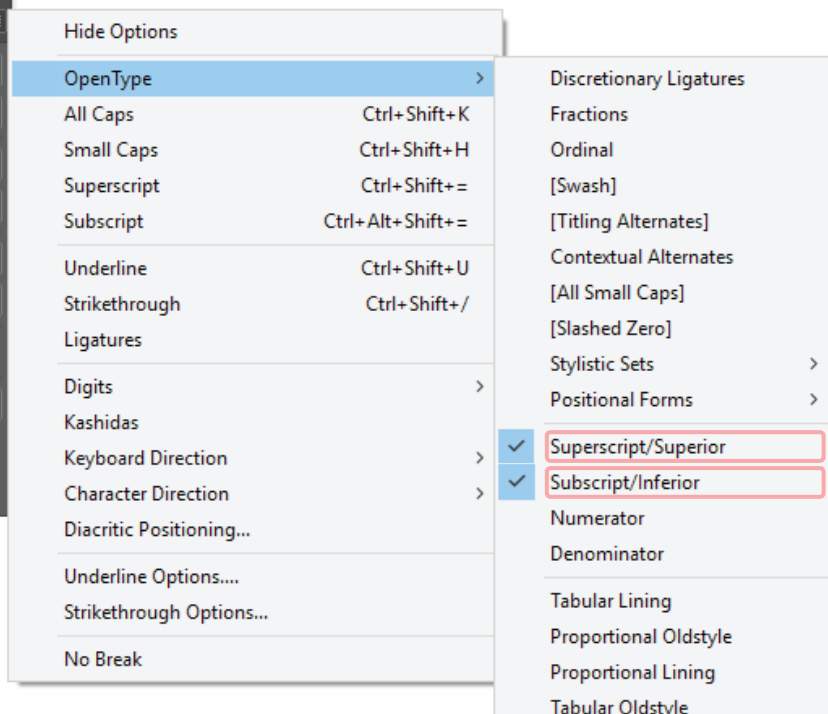 Hide Options
OpenType
All Caps Ctrl+Shift+K
Small Caps Ctrl+Shift+H
Superscript Ctrl+Shift+=
Subscript Ctrl+Alt+Shift+=
Underline Ctrl+Shift+U
Strikethrough Ctrl+Shift+/
Ligatures
Digits
Kashidas
Keyboard Direction
Character Direction
Diacritic Positioning...
Underline Options....
Strikethrough Options...
No Break
Discretionary Ligatures
Fractions
Ordinal
[Swash]
[Titling Alternates]
Contextual Alternates
[All Small Caps]
[Slashed Zero]
Stylistic Sets
Positional Forms
Superscript/Superior
Subscript/Inferior
Numerator
Denominator
Tabular Lining
Proportional Oldstyle
Proportional Lining
Tabular Oldstyle